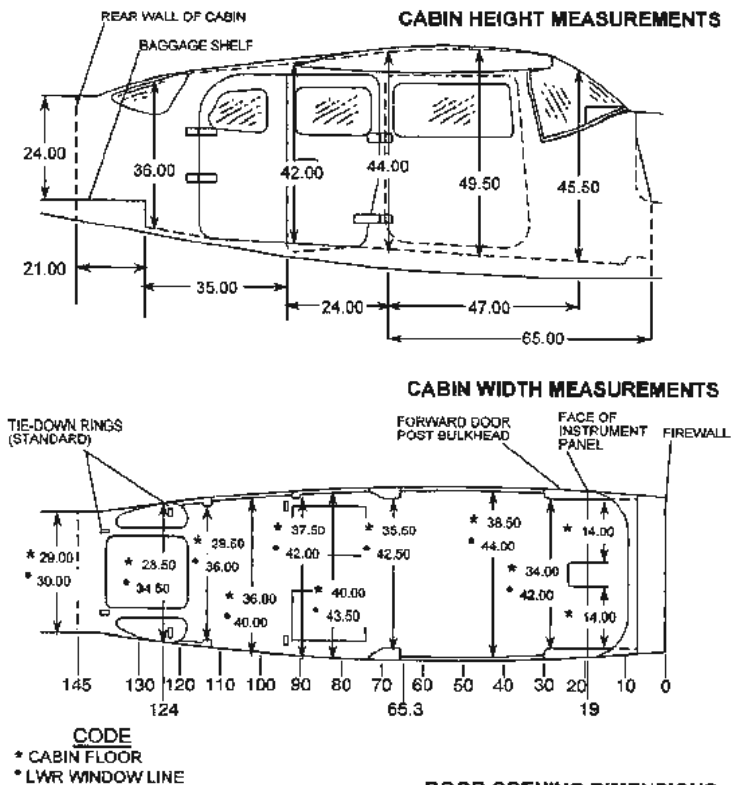 CABIN HEIGHT MEASUREMENTS
REAR WALL OF CABIN
BAGGAGE SHELF
24.00
36.00
42.00
44.00
49.50
45.50
21.00
35.00
24.00
47.00
65.00
CABIN WIDTH MEASUREMENTS
TIE-DOWN RINGS
(STANDARD)
FORWARD DOOR
POST BULKHEAD
FACE OF
INSTRUMENT
PANEL
FIREWALL
* 29.00
• 30.00
* 28.50
• 34.50
* 29.50
• 36.00
* 36.00
• 40.00
* 37.50
• 42.00
* 40.00
• 43.50
* 35.50
• 42.50
* 38.50
• 44.00
* 34.00
• 42.00
* 14.00
* 14.00
145 130 120 110 100 90 80 70 60 50 40 30 20 10 0
124 65.3 19
CODE
* CABIN FLOOR
• LWR WINDOW LINE